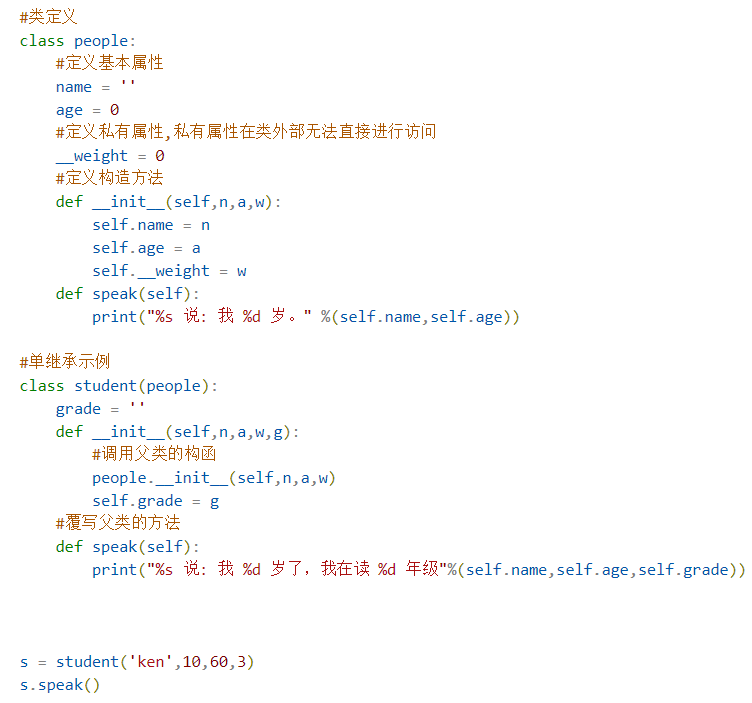 #类定义
class people:
    #定义基本属性
    name = ''
    age = 0
    #定义私有属性,私有属性在类外部无法直接进行访问
    __weight = 0
    #定义构造方法
    def __init__(self,n,a,w):
        self.name = n
        self.age = a
        self.__weight = w
    def speak(self):
        print("%s 说: 我 %d 岁。" %(self.name,self.age))

#单继承示例
class student(people):
    grade = ''
    def __init__(self,n,a,w,g):
        #调用父类的构函
        people.__init__(self,n,a,w)
        self.grade = g
    #覆写父类的方法
    def speak(self):
        print("%s 说: 我 %d 岁了，我在读 %d 年级"%(self.name,self.age,self.grade))

s = student('ken',10,60,3)
s.speak()